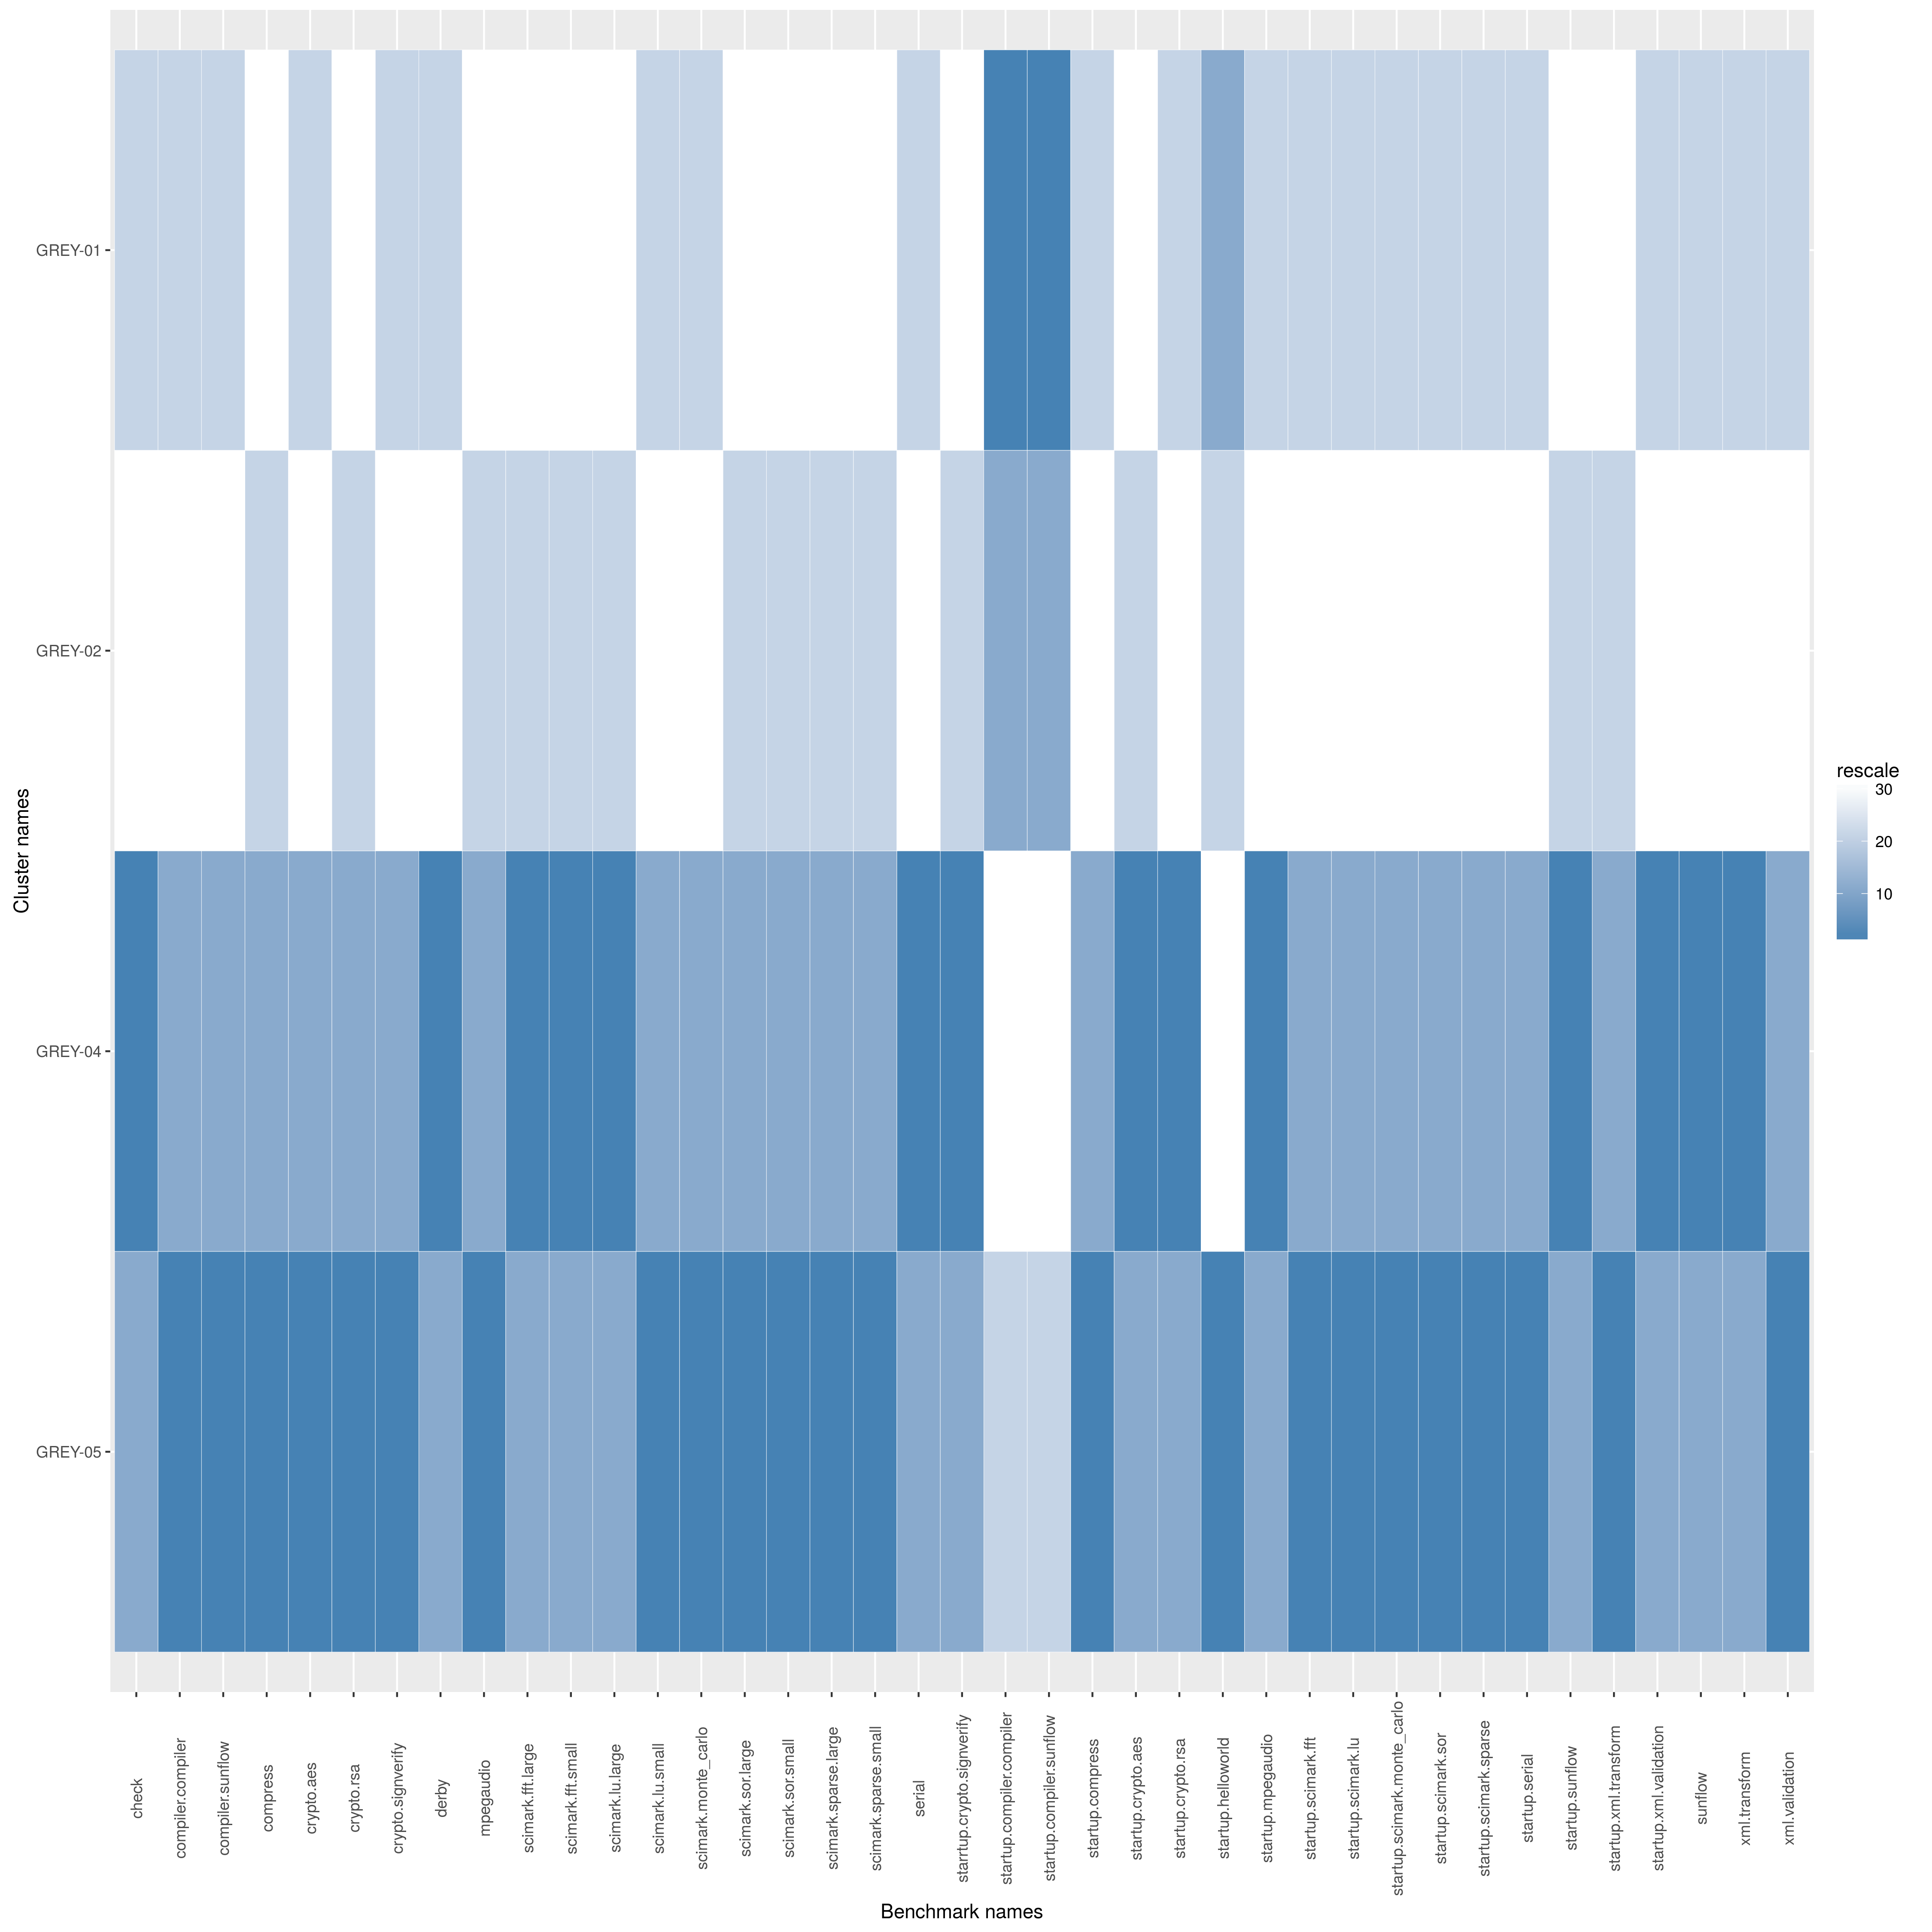 GREY-01
GREY-02
GREY-04
GREY-05
Cluster names
rescale
30
20
10
check
compiler.compiler
compiler.sunflow
compress
crypto.aes
crypto.rsa
crypto.signverify
derby
mpegaudio
scimark.fft.large
scimark.fft.small
scimark.lu.large
scimark.lu.small
scimark.monte_carlo
scimark.sor.large
scimark.sor.small
scimark.sparse.large
scimark.sparse.small
serial
starrtup.crypto.signverify
startup.compiler.compiler
startup.compiler.sunflow
startup.compress
startup.crypto.aes
startup.crypto.rsa
startup.helloworld
startup.mpegaudio
startup.scimark.fft
startup.scimark.lu
startup.scimark.monte_carlo
startup.scimark.sor
startup.scimark.sparse
startup.serial
startup.sunflow
startup.xml.transform
startup.xml.validation
sunflow
xml.transform
xml.validation
Benchmark names